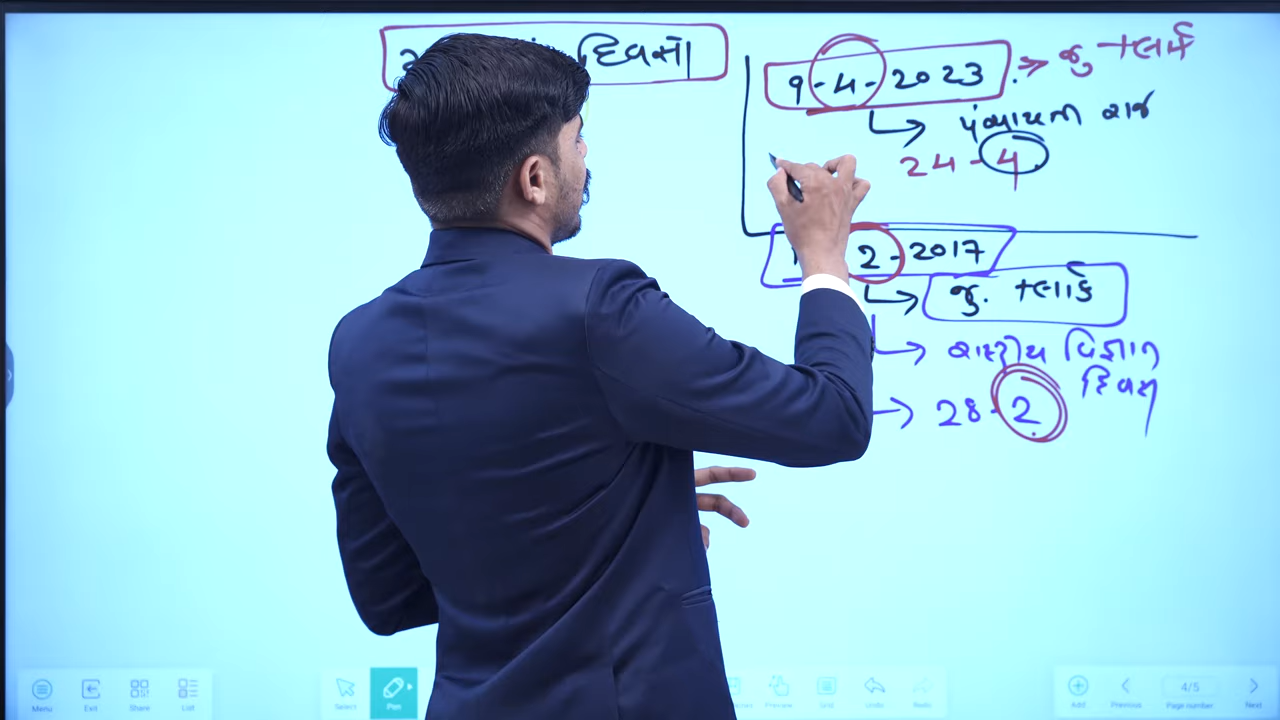 દિવસો
9-4-2023. → જુ ક્લાર્ક
↳ પંચાયતી રાજ
24-4
2-2017
↳ જુ. ક્લાર્ક
↳ રાષ્ટ્રીય વિજ્ઞાન
દિવસ
→ 28-2
Menu Exit Share List Select Pen Preview Grid Undo Redo Add Previous 4/5 Page number Next